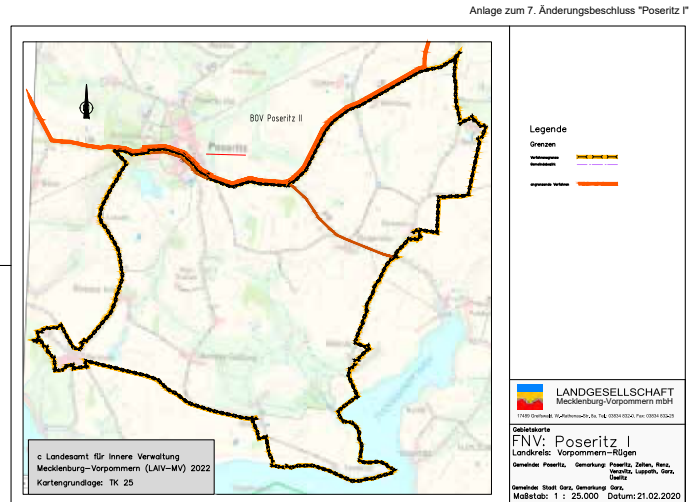 Anlage zum 7. Änderungsbeschluss "Poseritz I"
BOV Poseritz II
Poseritz
Legende
Grenzen
Verfahrensgrenze
angrenzende Verfahren
c Landesamt für Innere Verwaltung
Mecklenburg-Vorpommern (LAIV-MV) 2022
Kartengrundlage: TK 25
LANDGESELLSCHAFT
Mecklenburg-Vorpommern mbH
Gebietskarte
FNV: Poseritz I
Landkreis: Vorpommern-Rügen
Gemeinde: Poseritz, Gemarkung: Poseritz, Zeiten, Renz,
Venzvitz, Luppath, Garz,
Üselitz
Gemeinde: Stadt Garz, Gemarkung: Garz,
Maßstab: 1 : 25.000 Datum: 21.02.2020